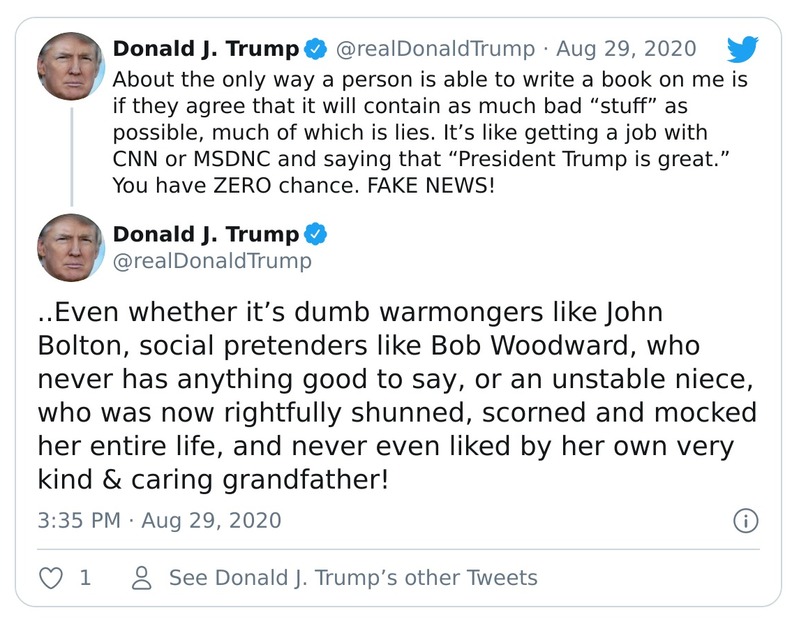 Donald J. Trump @realDonaldTrump · Aug 29, 2020
About the only way a person is able to write a book on me is
if they agree that it will contain as much bad “stuff” as
possible, much of which is lies. It’s like getting a job with
CNN or MSDNC and saying that “President Trump is great.”
You have ZERO chance. FAKE NEWS!
Donald J. Trump
@realDonaldTrump
..Even whether it’s dumb warmongers like John
Bolton, social pretenders like Bob Woodward, who
never has anything good to say, or an unstable niece,
who was now rightfully shunned, scorned and mocked
her entire life, and never even liked by her own very
kind & caring grandfather!
3:35 PM · Aug 29, 2020
1 See Donald J. Trump’s other Tweets